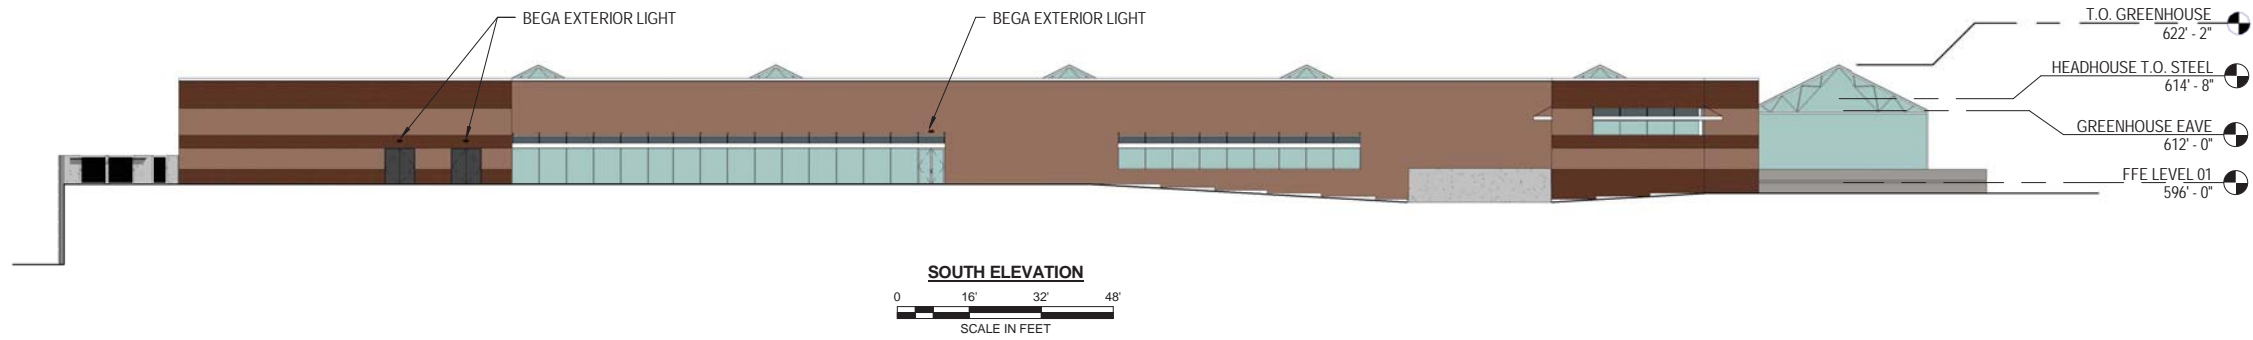 BEGA EXTERIOR LIGHT
BEGA EXTERIOR LIGHT
T.O. GREENHOUSE
622' - 2"
HEADHOUSE T.O. STEEL
614' - 8"
GREENHOUSE EAVE
612' - 0"
FFE LEVEL 01
596' - 0"
SOUTH ELEVATION
0 16' 32' 48'
SCALE IN FEET